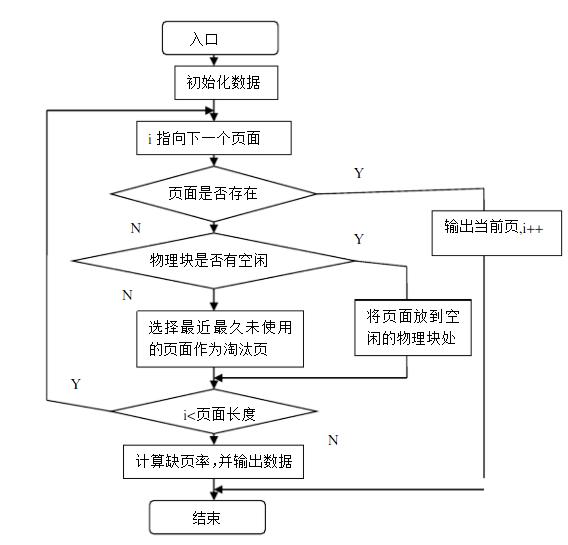 入口
初始化数据
i 指向下一个页面
Y
页面是否存在
输出当前页,i++
N
Y
物理块是否有空闲
N
将页面放到空
闲的物理块处
选择最近最久未使用
的页面作为淘汰页
Y
i<页面长度
N
计算缺页率,并输出数据
结束